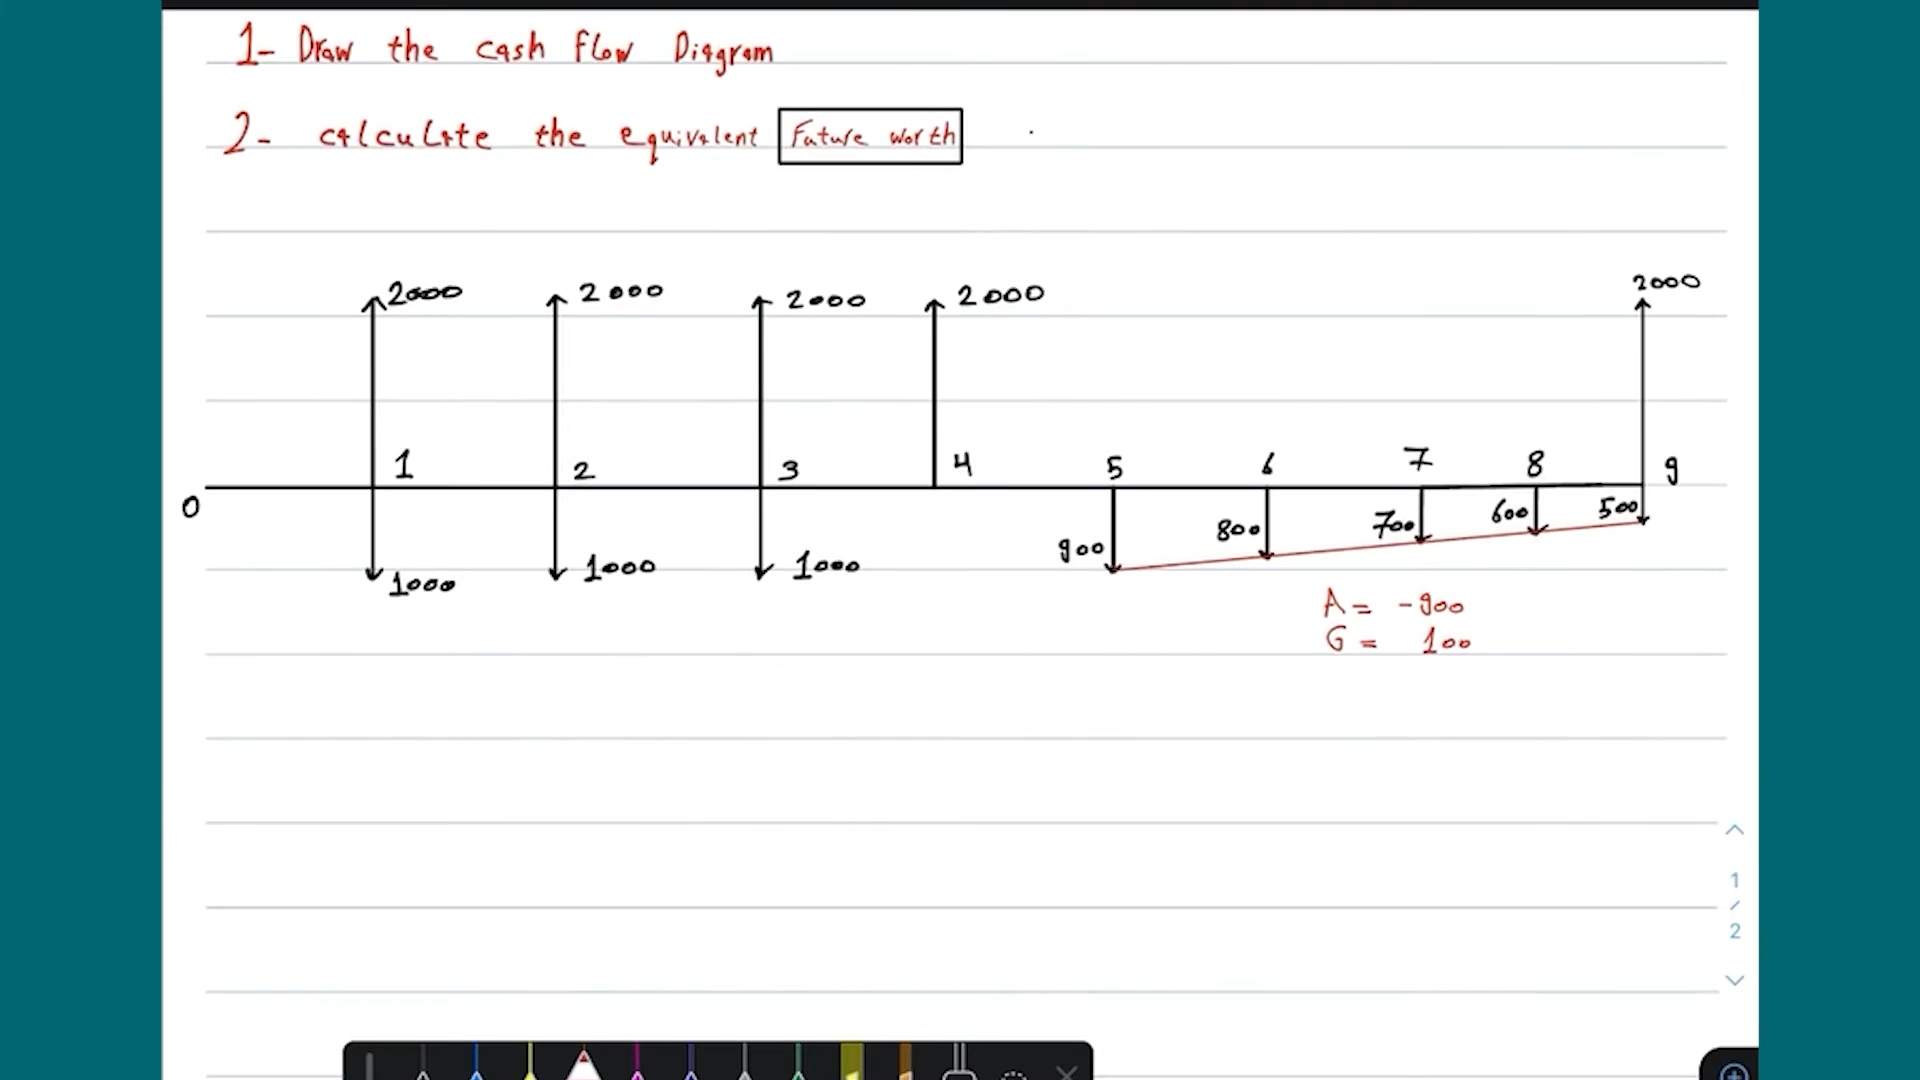 1- Draw the cash flow Diagram
2- calculate the equivalent Future worth
2000 2000 2000 2000 2000
0 1 2 3 4 5 6 7 8 9
1000 1000 1000 900 800 700 600 500
A = -900
G = 100
1
/
2